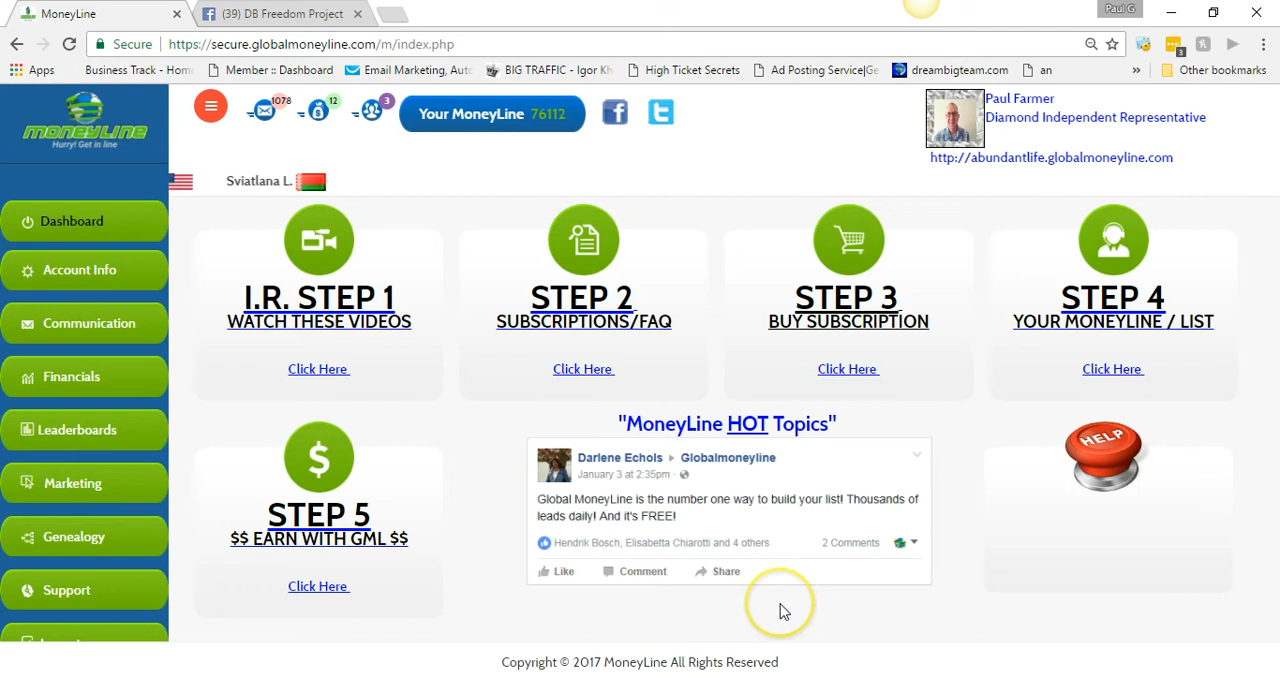 MoneyLine
(39) DB Freedom Project
Paul G
Secure
https://secure.globalmoneyline.com/m/index.php
Apps
Business Track - Hom
Member :: Dashboard
Email Marketing, Auto
BIG TRAFFIC - Igor Kh
High Ticket Secrets
Ad Posting Service|Ge
dreambigteam.com
an
»
Other bookmarks
3
MONEYLINE
Hurry! Get in line
1078
12
3
Your MoneyLine 76112
Paul Farmer
Diamond Independent Representative
http://abundantlife.globalmoneyline.com
Sviatlana L.
Dashboard
Account Info
Communication
Financials
Leaderboards
Marketing
Genealogy
Support
I.R. STEP 1
WATCH THESE VIDEOS
Click Here
STEP 2
SUBSCRIPTIONS/FAQ
Click Here
STEP 3
BUY SUBSCRIPTION
Click Here
STEP 4
YOUR MONEYLINE / LIST
Click Here
STEP 5
$$ EARN WITH GML $$
Click Here
"MoneyLine HOT Topics"
Darlene Echols ▸ Globalmoneyline
January 3 at 2:35pm ·
Global MoneyLine is the number one way to build your list! Thousands of
leads daily! And it's FREE!
Hendrik Bosch, Elisabetta Chiarotti and 4 others
2 Comments
Like
Comment
Share
HELP
Copyright © 2017 MoneyLine All Rights Reserved